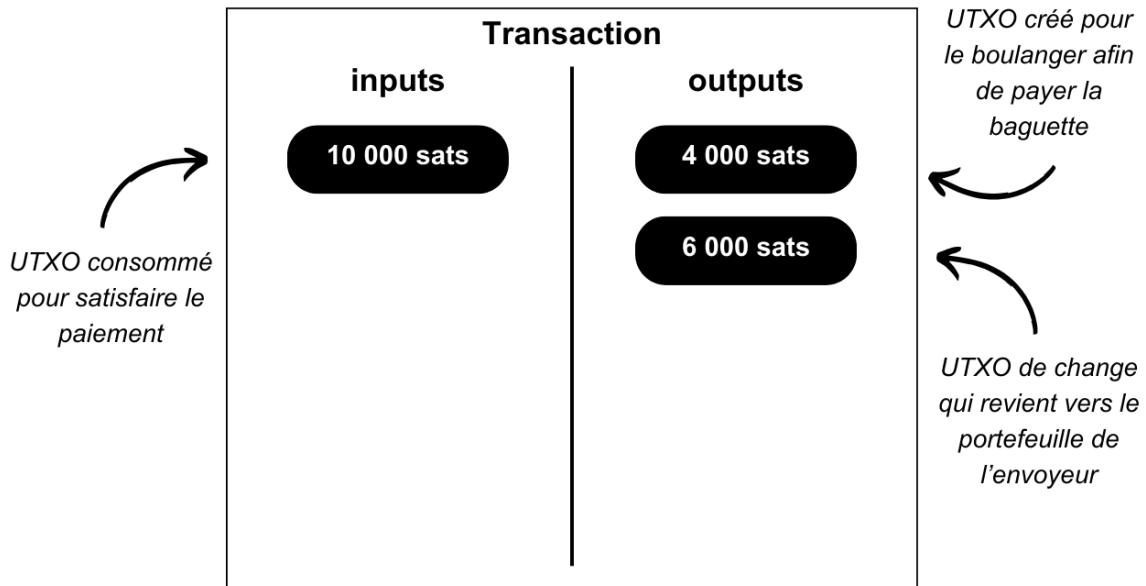 Transaction
inputs
outputs
10 000 sats
4 000 sats
6 000 sats
UTXO consommé
pour satisfaire le
paiement
UTXO créé pour
le boulanger afin
de payer la
baguette
UTXO de change
qui revient vers le
portefeuille de
l’envoyeur